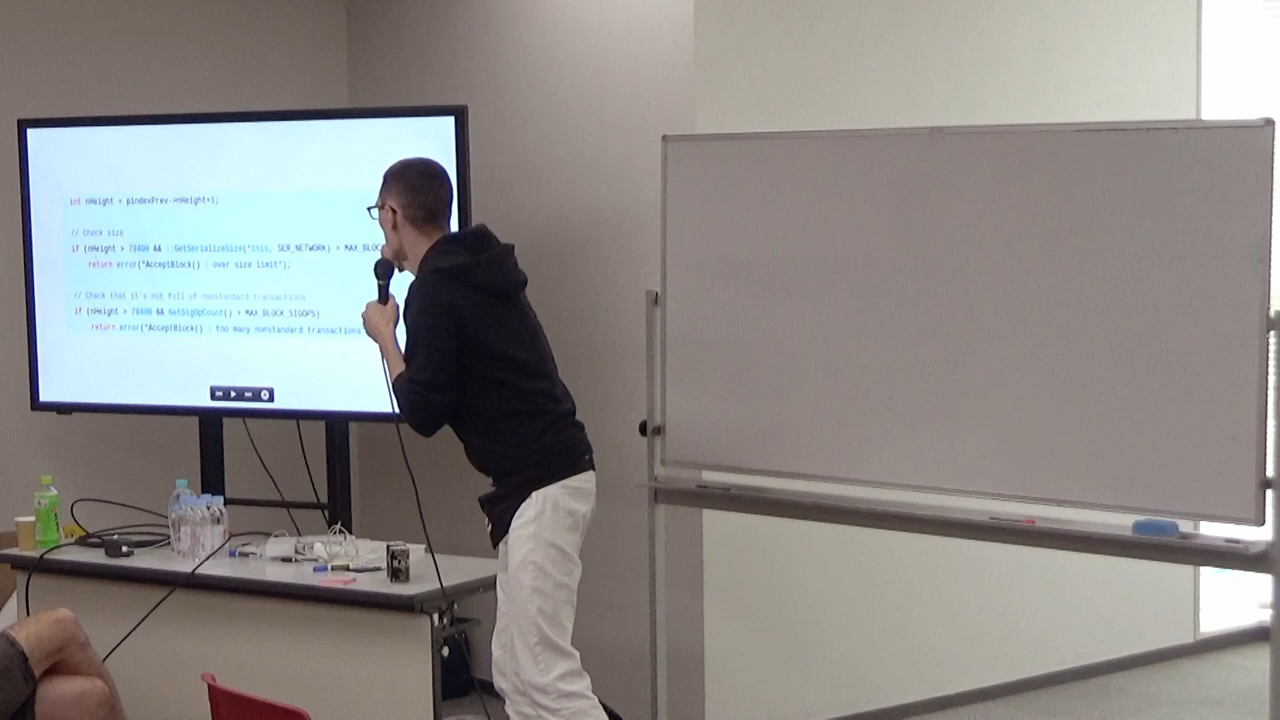 int nHeight = pindexPrev->nHeight+1;
// Check size
if (nHeight > 79400 && ::GetSerializeSize(*this, SER_NETWORK) > MAX_BLOC
return error("AcceptBlock() : over size limit");
// Check that it's not full of nonstandard transactions
if (nHeight > 79400 && GetSigOpCount() > MAX_BLOCK_SIGOPS)
return error("AcceptBlock() : too many nonstandard transactions